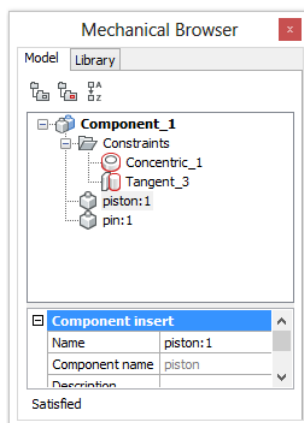 Mechanical Browser
x
Model Library
A
Z
Component_1
Constraints
Concentric_1
Tangent_3
piston:1
pin:1
Component insert
Name piston:1
Component name piston
Description
Satisfied